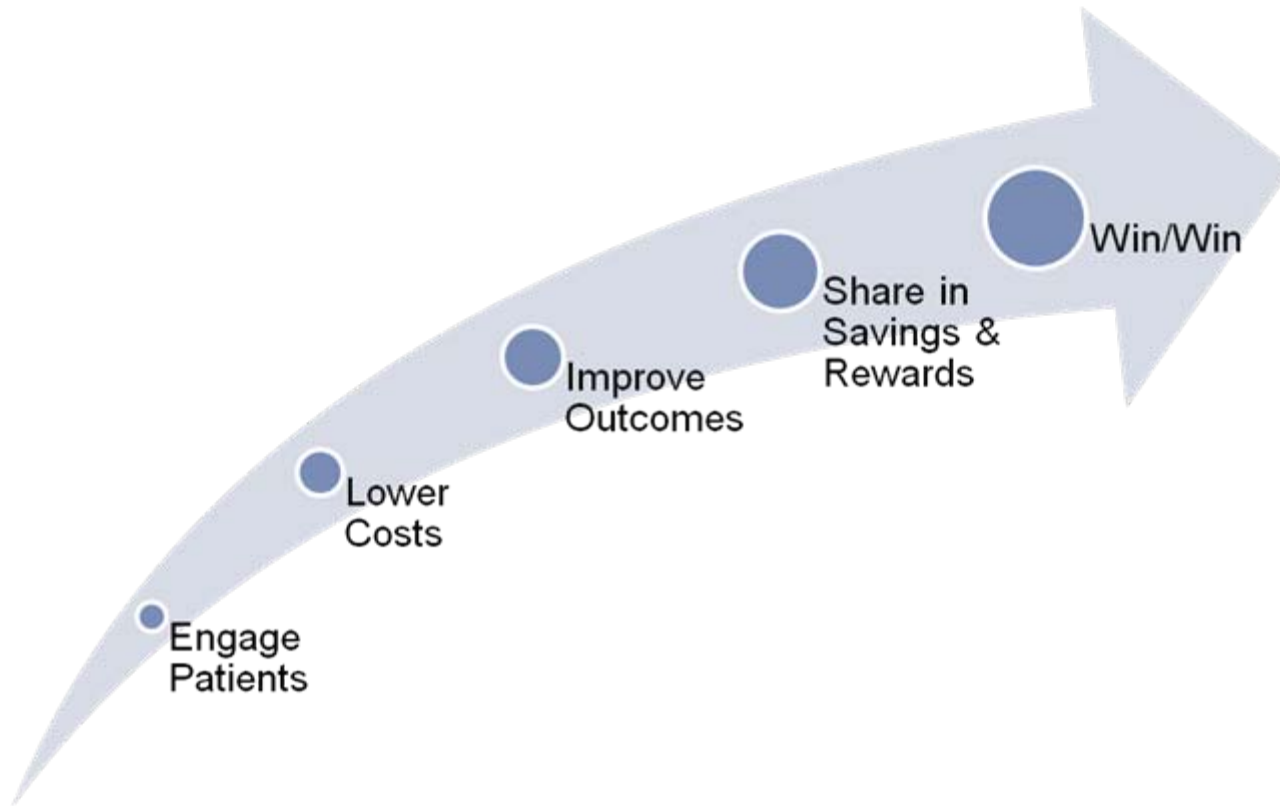 Engage
Patients
Lower
Costs
Improve
Outcomes
Share in
Savings &
Rewards
Win/Win